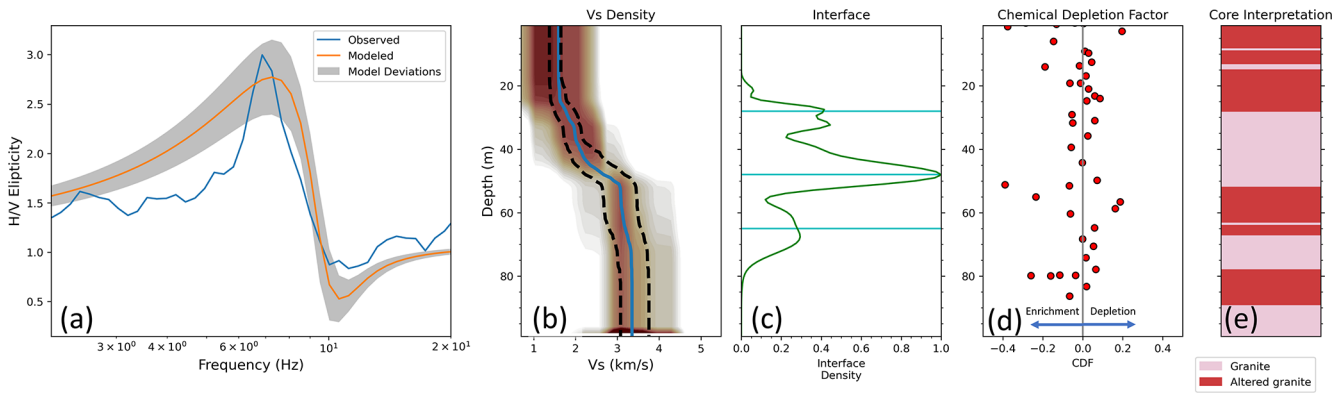 Vs Density
Interface
Chemical Depletion Factor
Core Interpretation
Observed
Modeled
Model Deviations
3.0
2.5
2.0
1.5
1.0
0.5
H/V Elipticity
(a)
3 × 10⁰
4 × 10⁰
6 × 10⁰
10¹
2 × 10¹
Frequency (Hz)
20
40
60
80
Depth (m)
(b)
1
2
3
4
5
Vs (km/s)
(c)
0.0
0.2
0.4
0.6
0.8
1.0
Interface
Density
20
40
60
80
Enrichment
Depletion
(d)
−0.4
−0.2
0.0
0.2
0.4
CDF
(e)
Granite
Altered granite